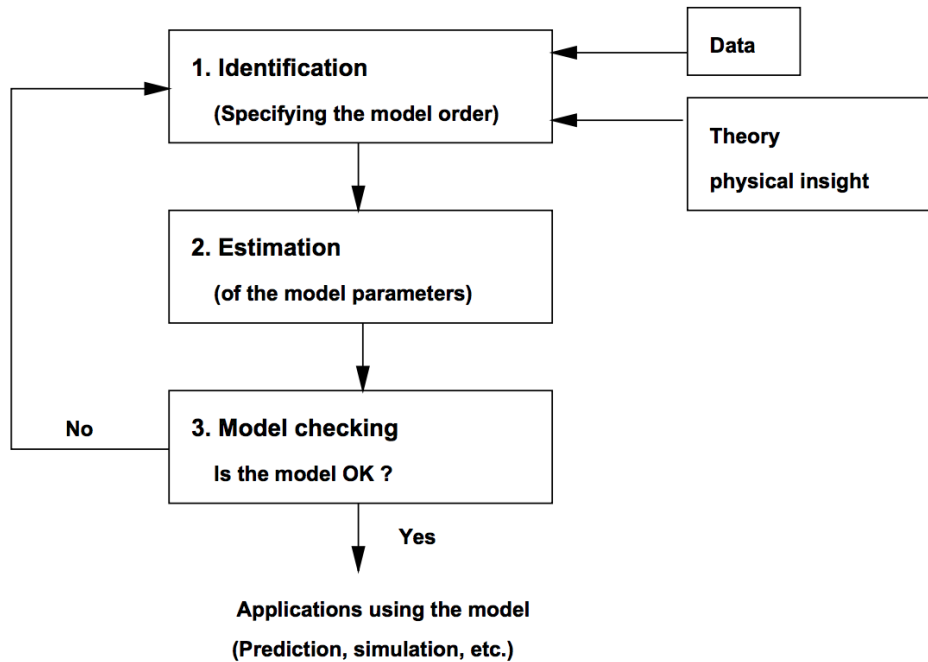 1. Identification
(Specifying the model order)
Data
Theory
physical insight
2. Estimation
(of the model parameters)
3. Model checking
Is the model OK ?
No
Yes
Applications using the model
(Prediction, simulation, etc.)